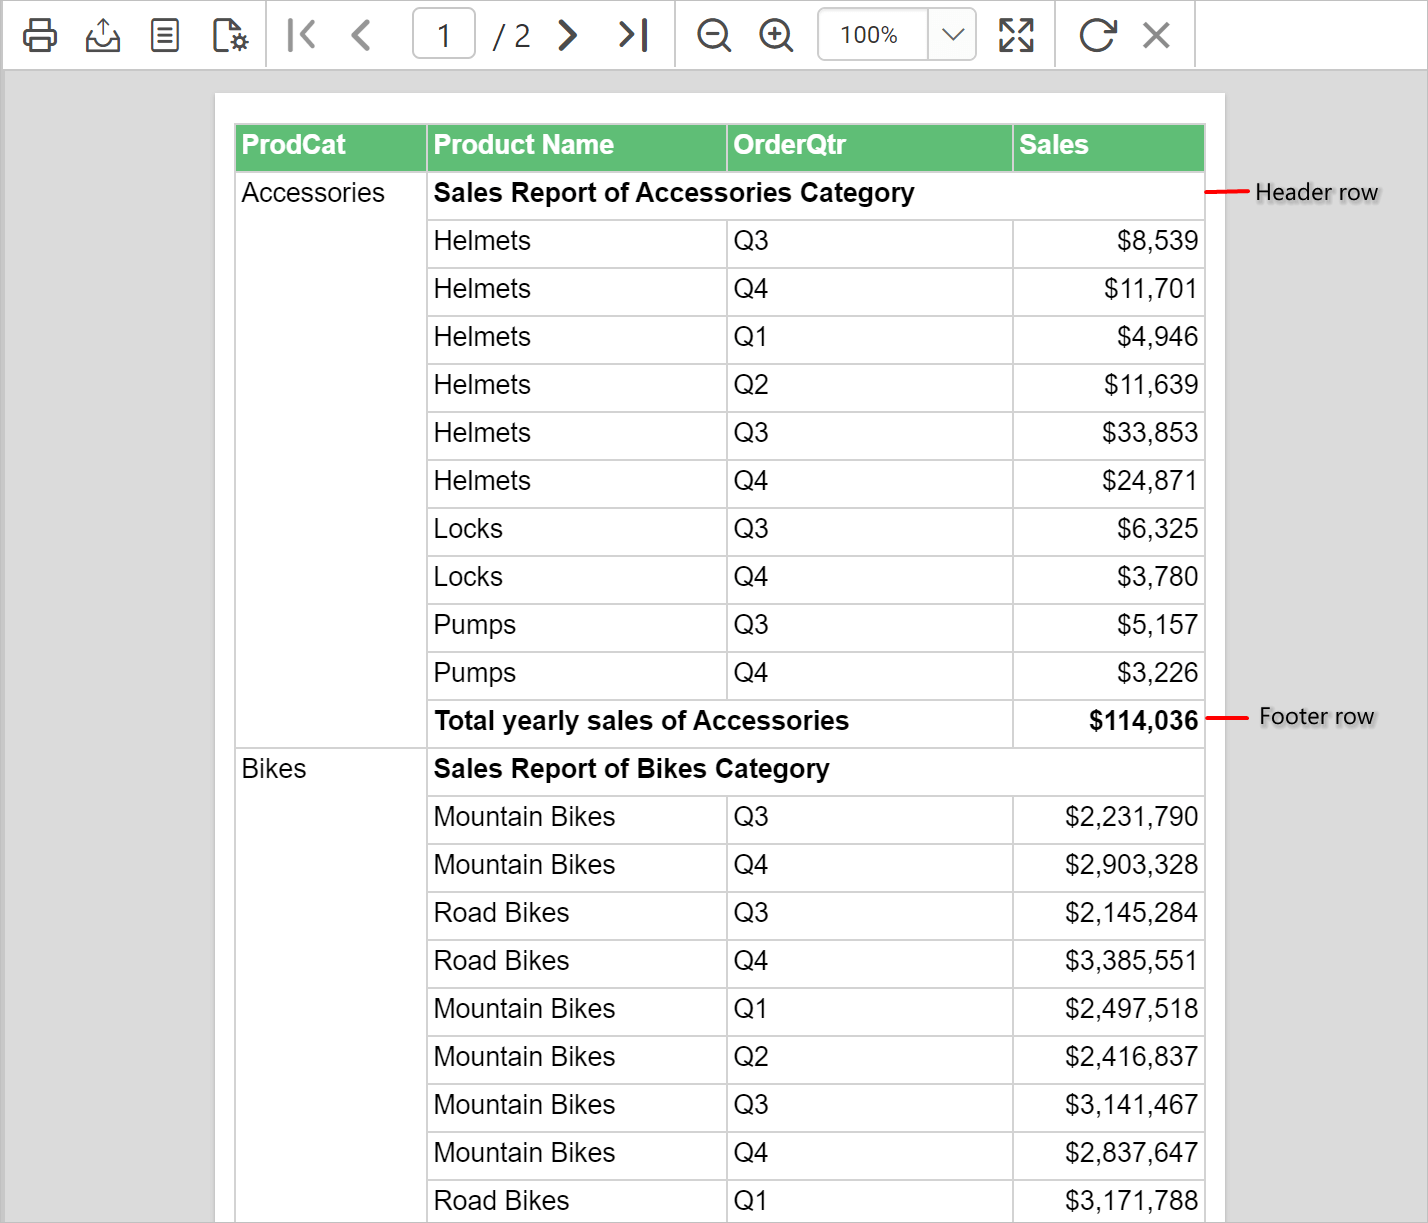 1 / 2 100%
ProdCat Product Name OrderQtr Sales
Accessories Sales Report of Accessories Category Header row
Helmets Q3 $8,539
Helmets Q4 $11,701
Helmets Q1 $4,946
Helmets Q2 $11,639
Helmets Q3 $33,853
Helmets Q4 $24,871
Locks Q3 $6,325
Locks Q4 $3,780
Pumps Q3 $5,157
Pumps Q4 $3,226
Total yearly sales of Accessories $114,036 Footer row
Bikes Sales Report of Bikes Category
Mountain Bikes Q3 $2,231,790
Mountain Bikes Q4 $2,903,328
Road Bikes Q3 $2,145,284
Road Bikes Q4 $3,385,551
Mountain Bikes Q1 $2,497,518
Mountain Bikes Q2 $2,416,837
Mountain Bikes Q3 $3,141,467
Mountain Bikes Q4 $2,837,647
Road Bikes Q1 $3,171,788